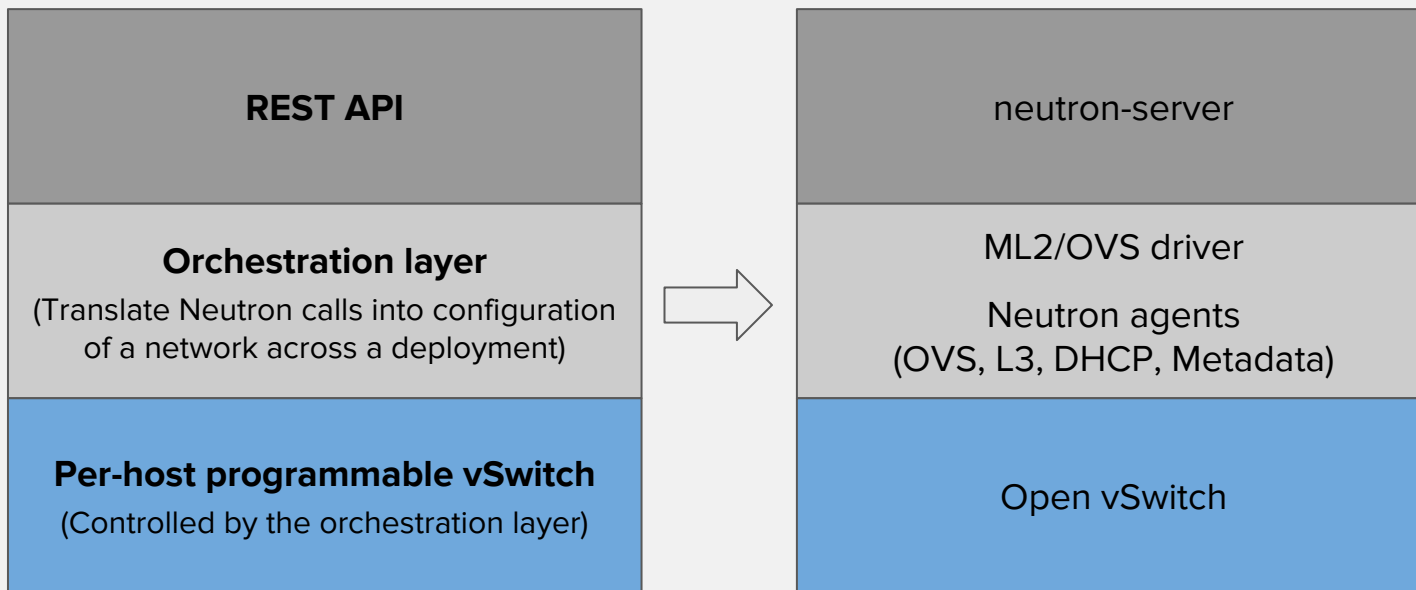 REST API
Orchestration layer
(Translate Neutron calls into configuration
of a network across a deployment)
Per-host programmable vSwitch
(Controlled by the orchestration layer)
neutron-server
ML2/OVS driver
Neutron agents
(OVS, L3, DHCP, Metadata)
Open vSwitch